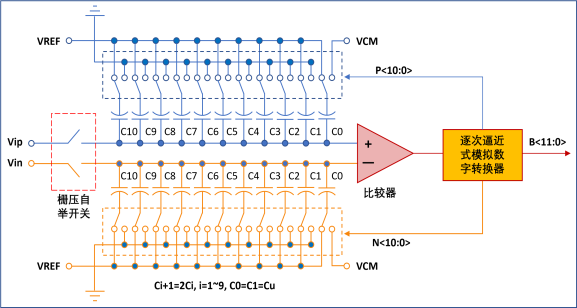 VREF
VCM
P<10:0>
C10 C9 C8 C7 C6 C5 C4 C3 C2 C1 C0
Vip
Vin
+
—
逐次逼近
式模拟数
字转换器
B<11:0>
C10 C9 C8 C7 C6 C5 C4 C3 C2 C1 C0
栅压自
举开关
比较器
N<10:0>
VREF
VCM
Ci+1=2Ci, i=1~9, C0=C1=Cu